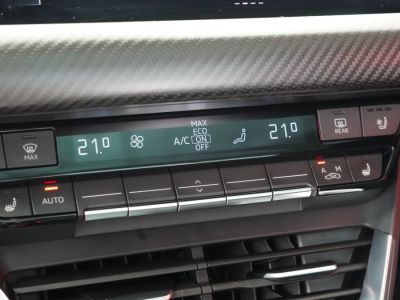 MAX
ECO
21.0 A/C ON 21.0
OFF
MAX
REAR
AUTO
A M